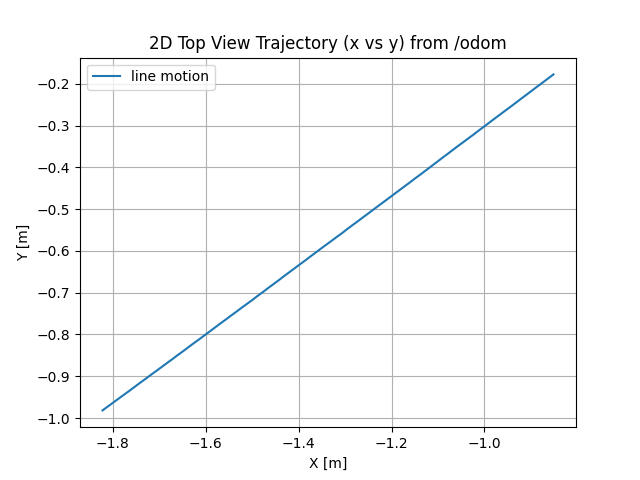 2D Top View Trajectory (x vs y) from /odom
line motion
−0.2
−0.3
−0.4
−0.5
−0.6
−0.7
−0.8
−0.9
−1.0
Y [m]
−1.8 −1.6 −1.4 −1.2 −1.0
X [m]